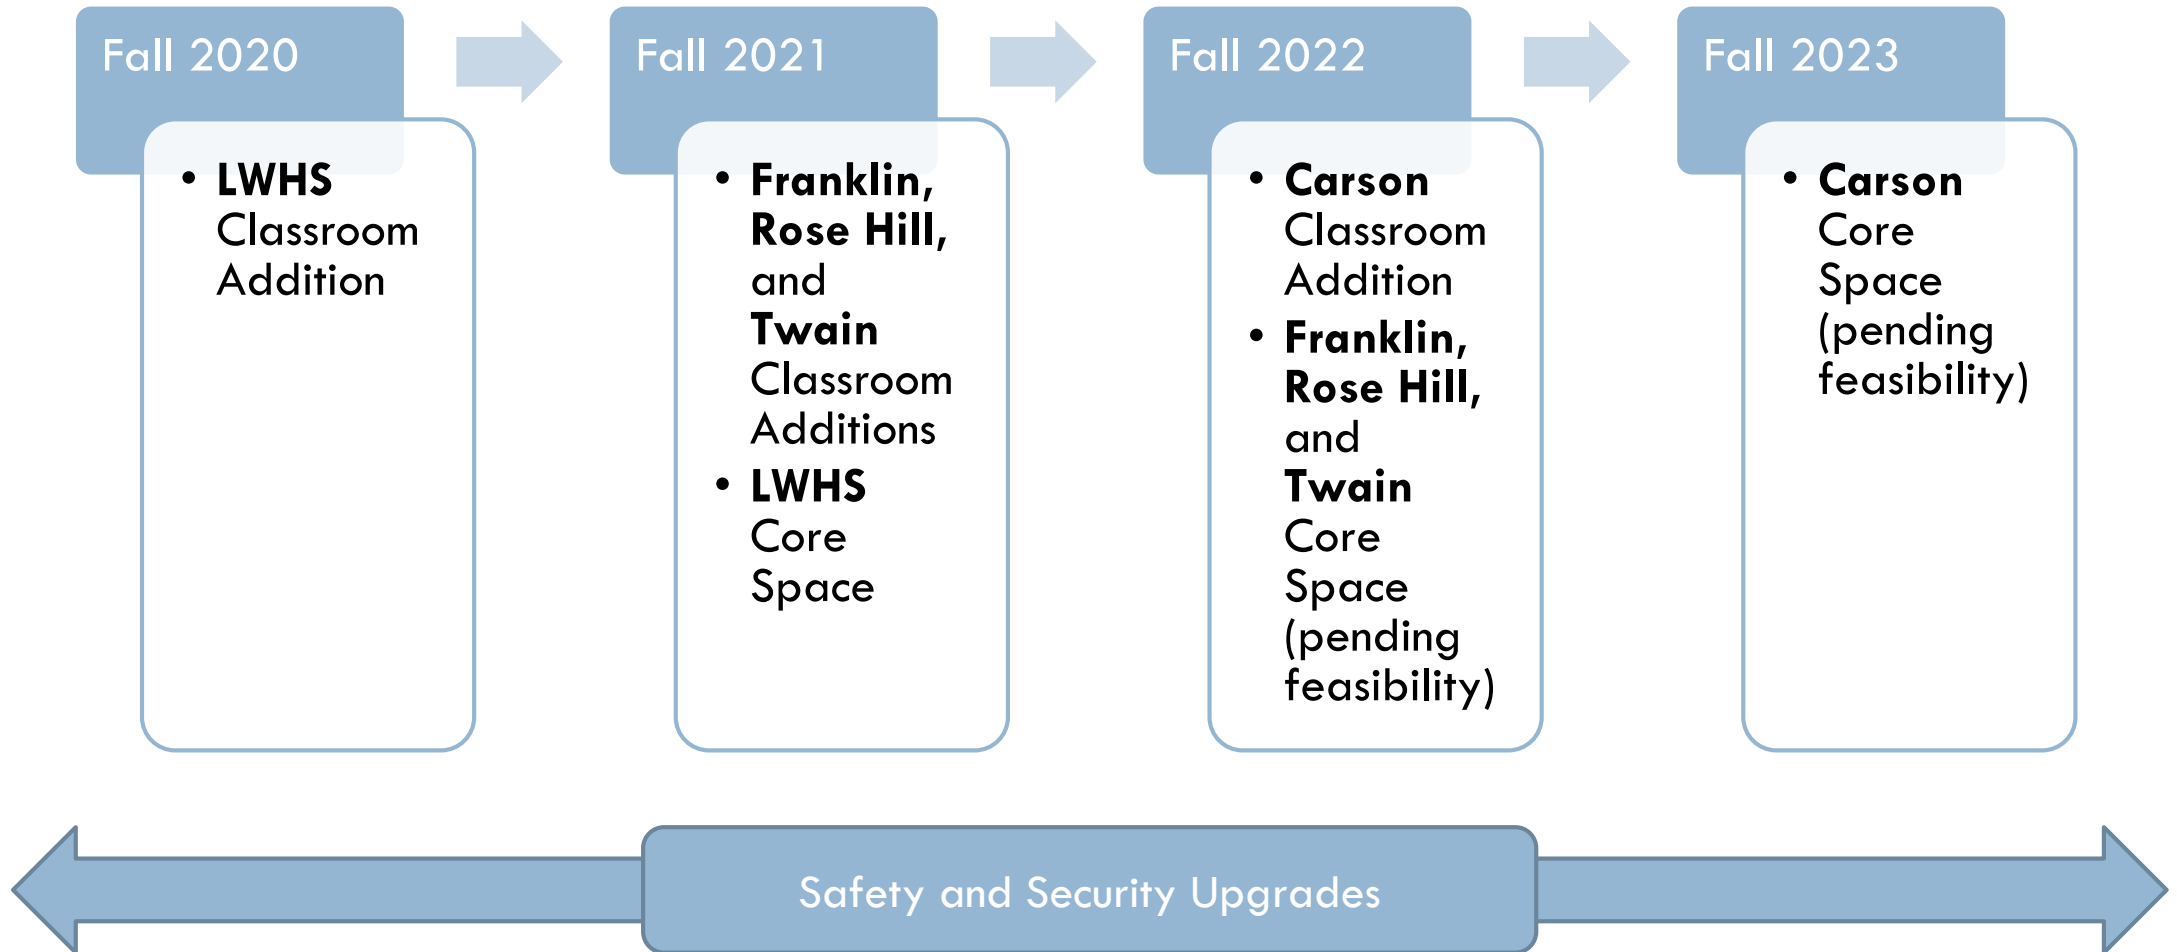 Fall 2020
• LWHS
Classroom
Addition
Fall 2021
• Franklin,
Rose Hill,
and
Twain
Classroom
Additions
• LWHS
Core
Space
Fall 2022
• Carson
Classroom
Addition
• Franklin,
Rose Hill,
and
Twain
Core
Space
(pending
feasibility)
Fall 2023
• Carson
Core
Space
(pending
feasibility)
Safety and Security Upgrades